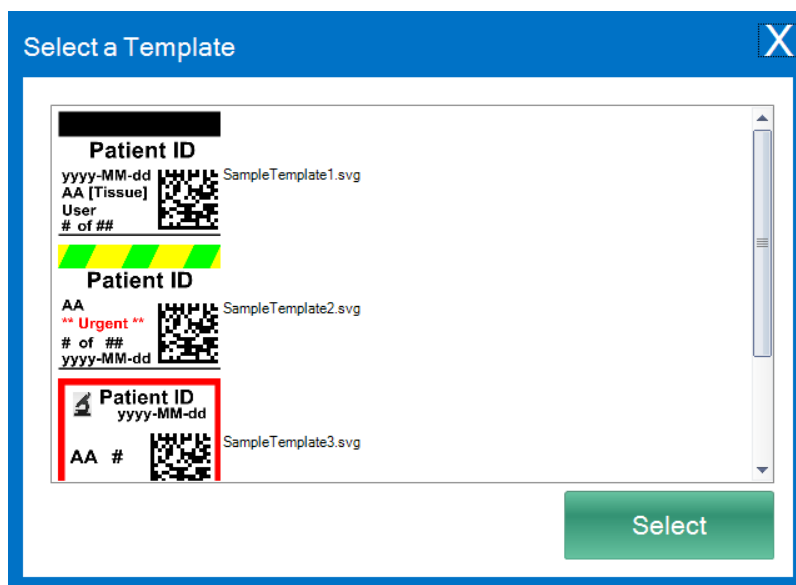 Select a Template
X
Patient ID
yyyy-MM-dd
AA [Tissue]
User
# of ##
SampleTemplate1.svg
Patient ID
AA
** Urgent **
# of ##
yyyy-MM-dd
SampleTemplate2.svg
Patient ID
yyyy-MM-dd
AA #
SampleTemplate3.svg
Select